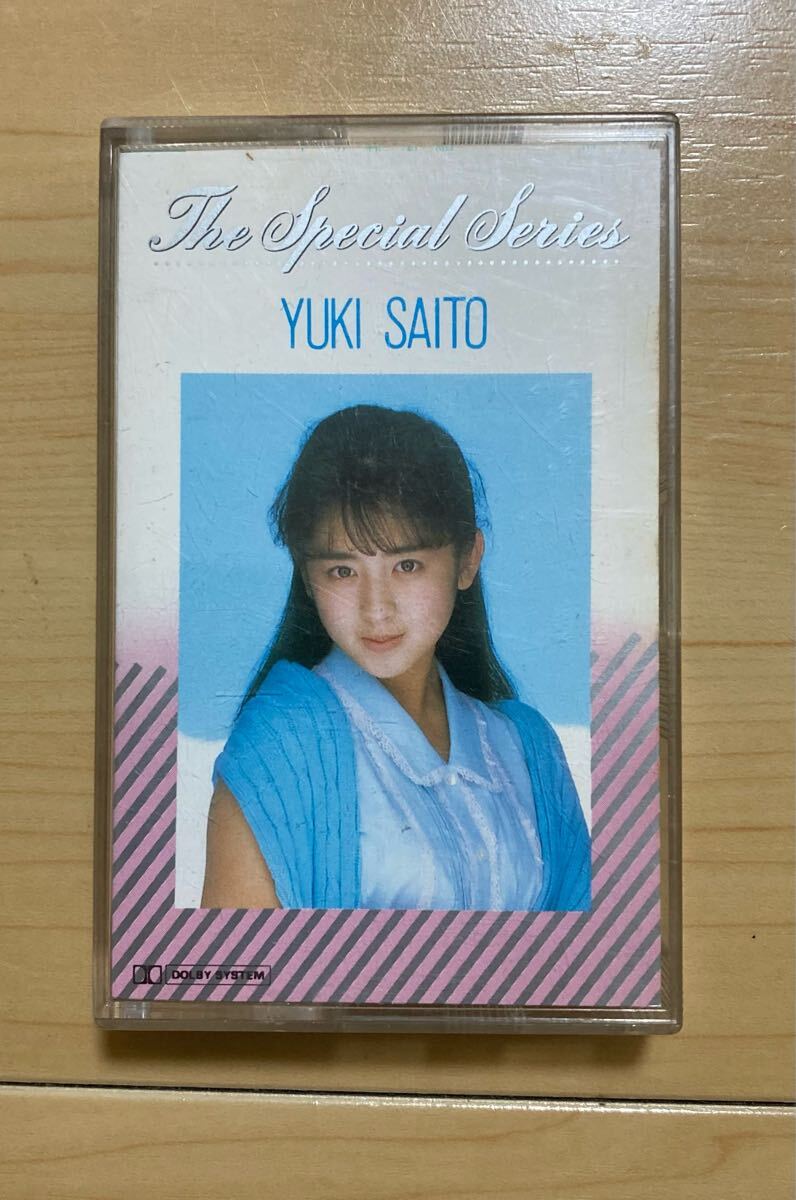 The Special Series
YUKI SAITO
DOLBY SYSTEM